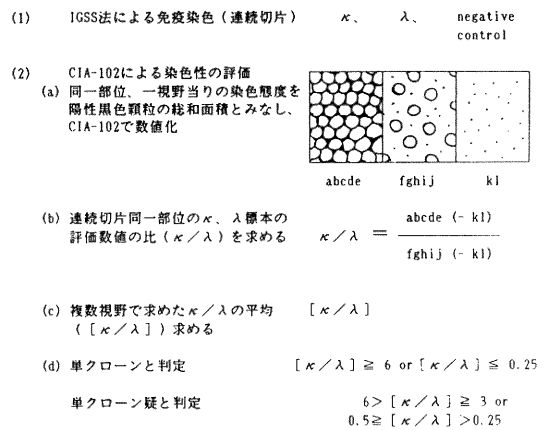 (1) IGSS法による免疫染色(連続切片) κ、 λ、 negative
control
(2) CIA-102による染色性の評価
(a) 同一部位、一視野当りの染色態度を
陽性黒色顆粒の総和面積とみなし、
CIA-102で数値化
abcde fghij kl
(b) 連続切片同一部位のκ、λ標本の
評価数値の比(κ/λ)を求める
κ/λ = abcde (- kl)
fghij (- kl)
(c) 複数視野で求めたκ/λの平均 [κ/λ]
([κ/λ])求める
(d) 単クローンと判定 [κ/λ]≧ 6 or [κ/λ]≦ 0.25
単クローン疑と判定 6>[κ/λ]≧ 3 or
0.5≧[κ/λ]>0.25